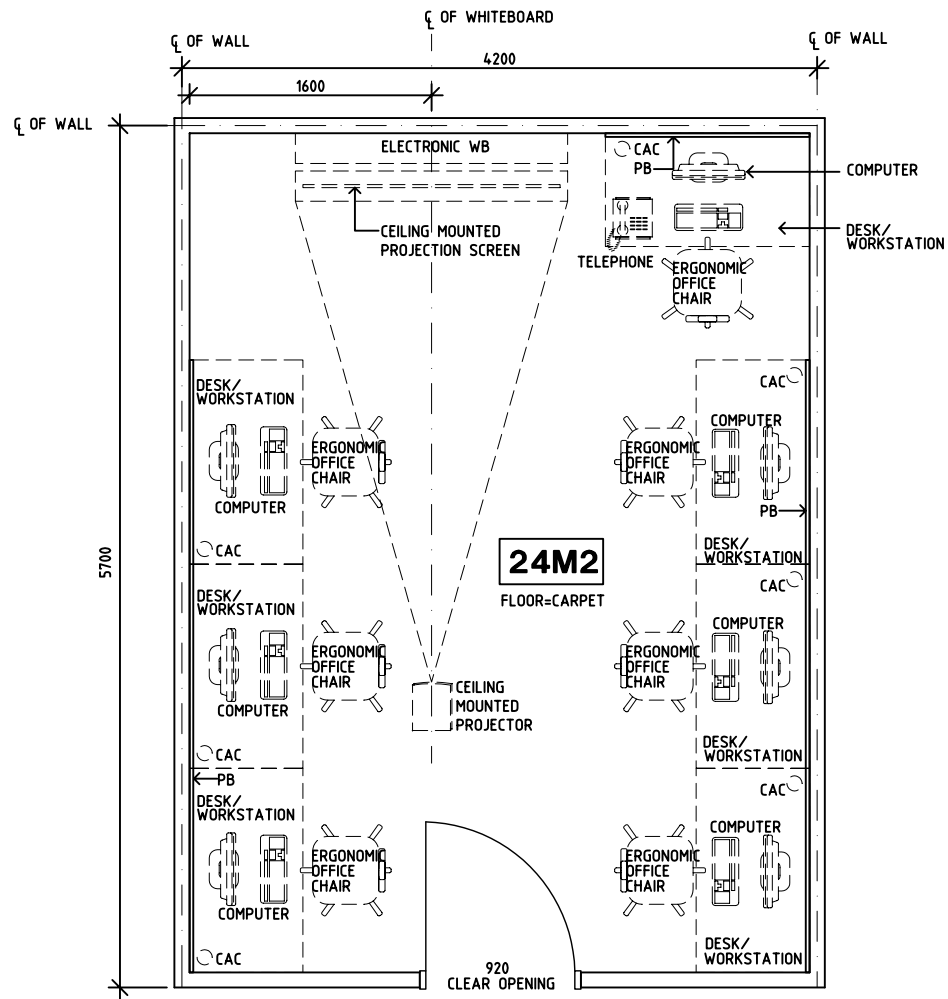 ℄ OF WHITEBOARD
℄ OF WALL
℄ OF WALL
4200
1600
℄ OF WALL
ELECTRONIC WB
CAC
PB
COMPUTER
CEILING MOUNTED
PROJECTION SCREEN
DESK/
WORKSTATION
TELEPHONE
ERGONOMIC
OFFICE
CHAIR
5700
DESK/
WORKSTATION
ERGONOMIC
OFFICE
CHAIR
COMPUTER
CAC
CAC
COMPUTER
ERGONOMIC
OFFICE
CHAIR
PB
DESK/
WORKSTATION
24M2
FLOOR=CARPET
DESK/
WORKSTATION
ERGONOMIC
OFFICE
CHAIR
COMPUTER
CAC
CAC
COMPUTER
ERGONOMIC
OFFICE
CHAIR
DESK/
WORKSTATION
CEILING
MOUNTED
PROJECTOR
PB
DESK/
WORKSTATION
ERGONOMIC
OFFICE
CHAIR
COMPUTER
CAC
CAC
COMPUTER
ERGONOMIC
OFFICE
CHAIR
DESK/
WORKSTATION
920
CLEAR OPENING